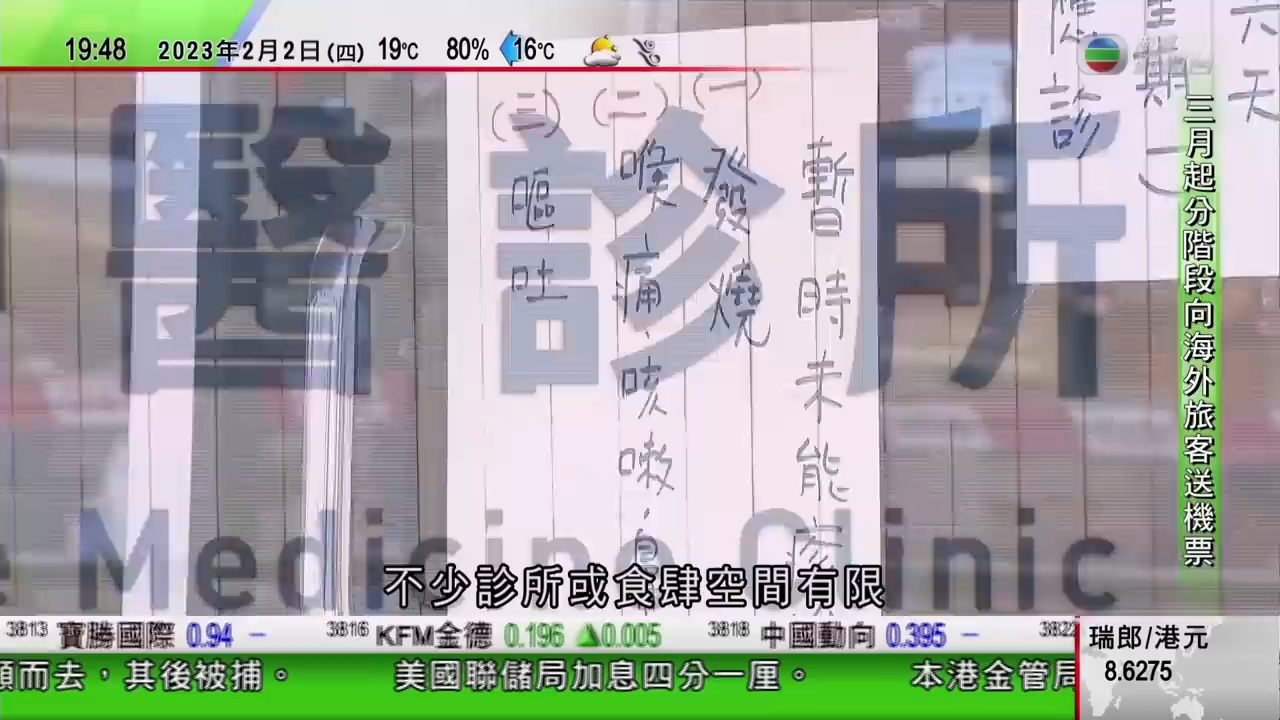 19:48 2023年2月2日(四) 19℃ 80% 16℃
三月起分階段向海外旅客送機票
六天
應診
暫時未能
(一)發燒
(二)喉痛、咳嗽、
(三)嘔吐
醫診所
Medicine Clinic
不少診所或食肆空間有限
3813 寶勝國際 0.94 – 3816 KFM金德 0.196 ▲0.005 3818 中國動向 0.395 – 3822
瑞郎/港元
8.6275
而去，其後被捕。 美國聯儲局加息四分一厘。 本港金管局